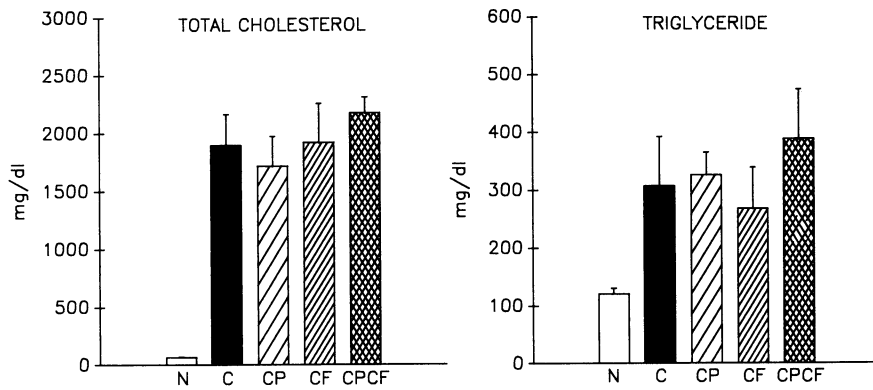 TOTAL CHOLESTEROL
mg/dl
3000
2500
2000
1500
1000
500
0
N C CP CF CPCF
TRIGLYCERIDE
mg/dl
600
500
400
300
200
100
0
N C CP CF CPCF